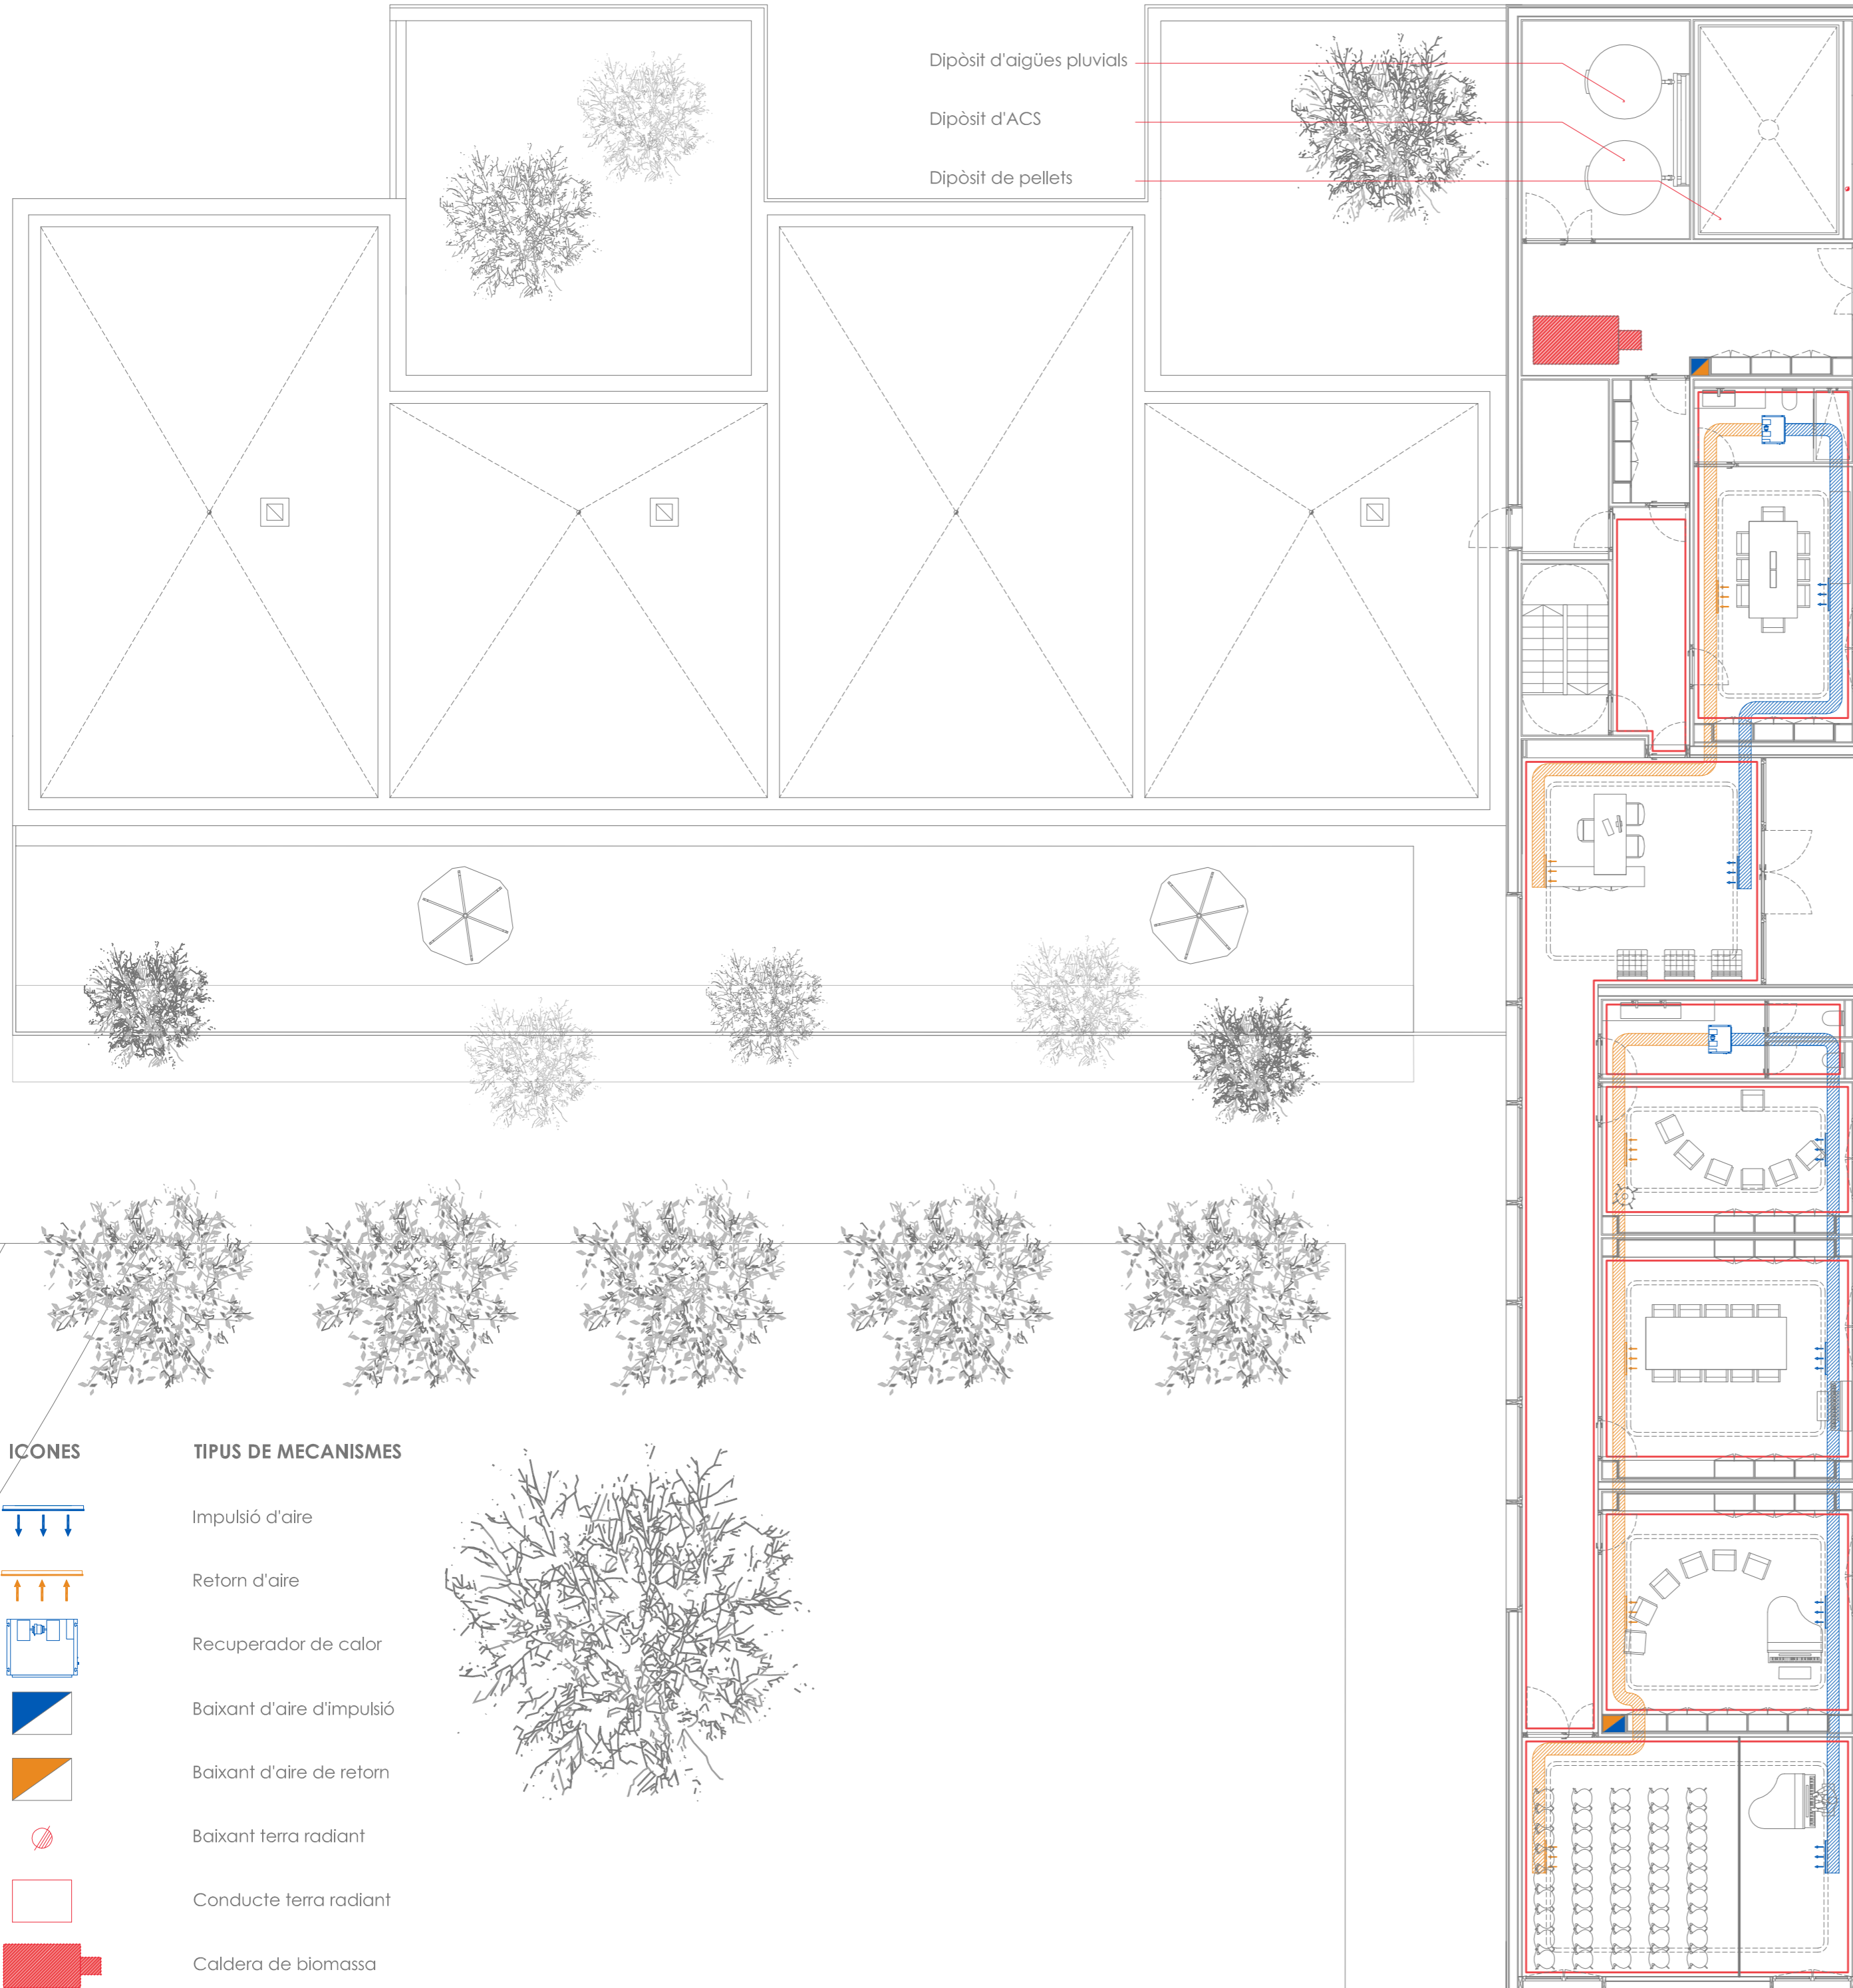 Dipòsit d'aigües pluvials
Dipòsit d'ACS
Dipòsit de pellets
ICONES
TIPUS DE MECANISMES
Impulsió d'aire
Retorn d'aire
Recuperador de calor
Baixant d'aire d'impulsió
Baixant d'aire de retorn
Baixant terra radiant
Conducte terra radiant
Caldera de biomassa